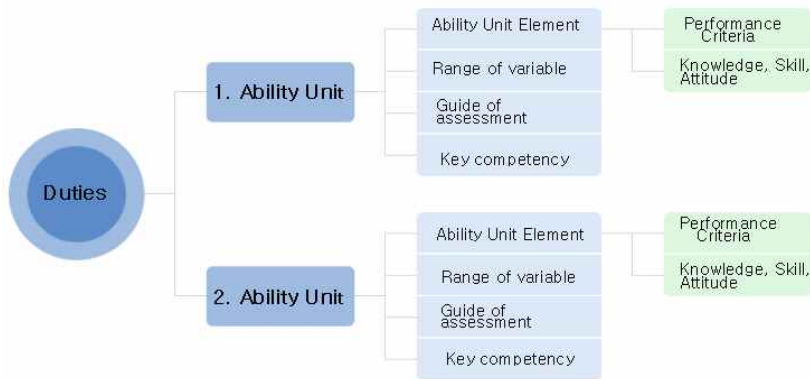 Duties
1. Ability Unit
Ability Unit Element
Range of variable
Guide of
assessment
Key competency
Performance
Criteria
Knowledge, Skill,
Attitude
2. Ability Unit
Ability Unit Element
Range of variable
Guide of
assessment
Key competency
Performance
Criteria
Knowledge, Skill,
Attitude